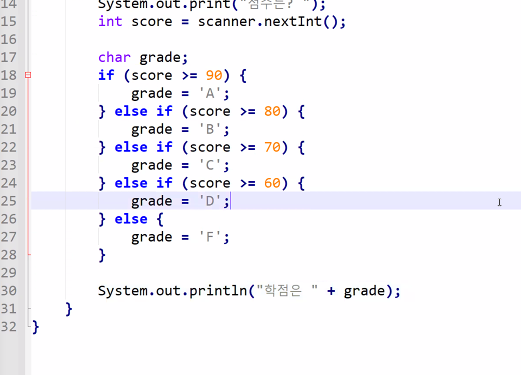 14 System.out.print("점수는? ");
15 int score = scanner.nextInt();
16
17 char grade;
18 if (score >= 90) {
19 grade = 'A';
20 } else if (score >= 80) {
21 grade = 'B';
22 } else if (score >= 70) {
23 grade = 'C';
24 } else if (score >= 60) {
25 grade = 'D';
26 } else {
27 grade = 'F';
28 }
29
30 System.out.println("학점은 " + grade);
31 }
32 }